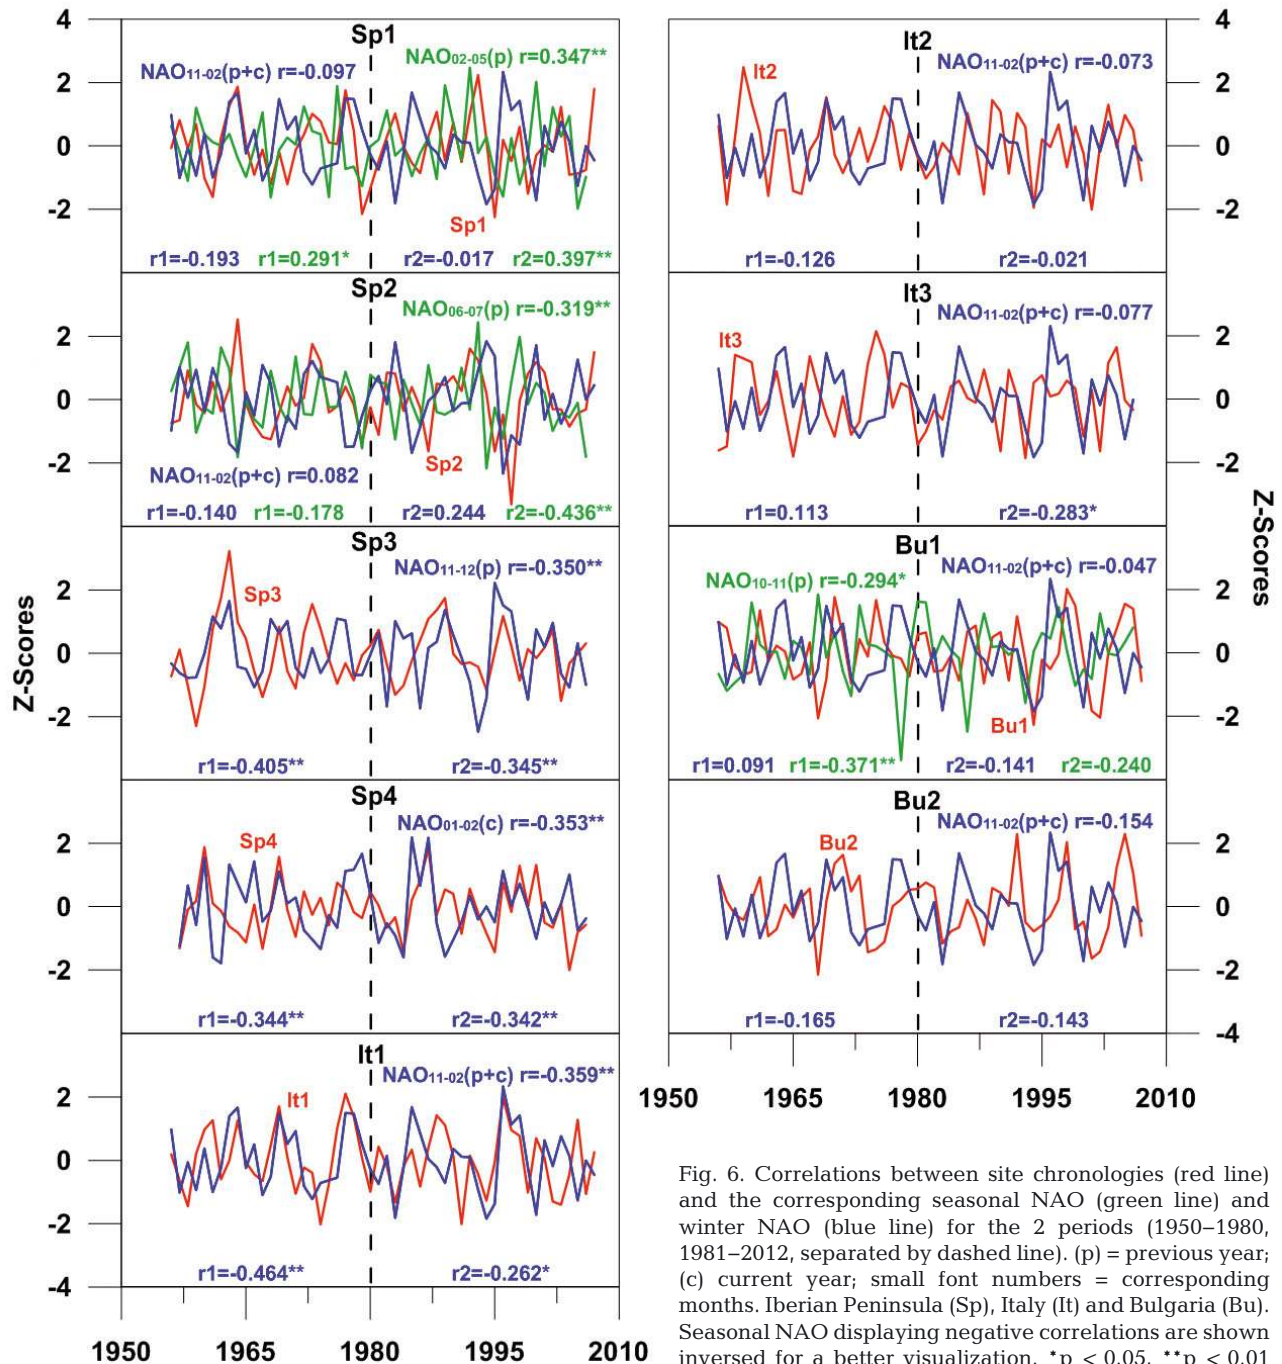 4
Sp1
NAO11-02(p+c) r=-0.097
NAO02-05(p) r=0.347**
2
0
-2
Sp1
r1=-0.193 r1=0.291* r2=-0.017 r2=0.397**
Sp2
NAO06-07(p) r=-0.319**
2
0
-2
Sp2
NAO11-02(p+c) r=0.082
r1=-0.140 r1=-0.178 r2=0.244 r2=-0.436**
Sp3
NAO11-12(p) r=-0.350**
Sp3
2
0
-2
Z-Scores
r1=-0.405** r2=-0.345**
Sp4
NAO01-02(c) r=-0.353**
Sp4
2
0
-2
r1=-0.344** r2=-0.342**
It1
NAO11-02(p+c) r=-0.359**
It1
2
0
-2
-4
r1=-0.464** r2=-0.262*
1950 1965 1980 1995 2010
It2
4
NAO11-02(p+c) r=-0.073
It2
2
0
-2
r1=-0.126 r2=-0.021
It3
NAO11-02(p+c) r=-0.077
It3
2
0
-2
r1=0.113 r2=-0.283*
Z-Scores
Bu1
NAO11-02(p+c) r=-0.047
NAO10-11(p) r=-0.294*
2
0
-2
Bu1
r1=0.091 r1=-0.371** r2=-0.141 r2=-0.240
Bu2
NAO11-02(p+c) r=-0.154
Bu2
2
0
-2
-4
r1=-0.165 r2=-0.143
1950 1965 1980 1995 2010
Fig. 6. Correlations between site chronologies (red line)
and the corresponding seasonal NAO (green line) and
winter NAO (blue line) for the 2 periods (1950–1980,
1981–2012, separated by dashed line). (p) = previous year;
(c) current year; small font numbers = corresponding
months. Iberian Peninsula (Sp), Italy (It) and Bulgaria (Bu).
Seasonal NAO displaying negative correlations are shown
inversed for a better visualization. *p < 0.05, **p < 0.01